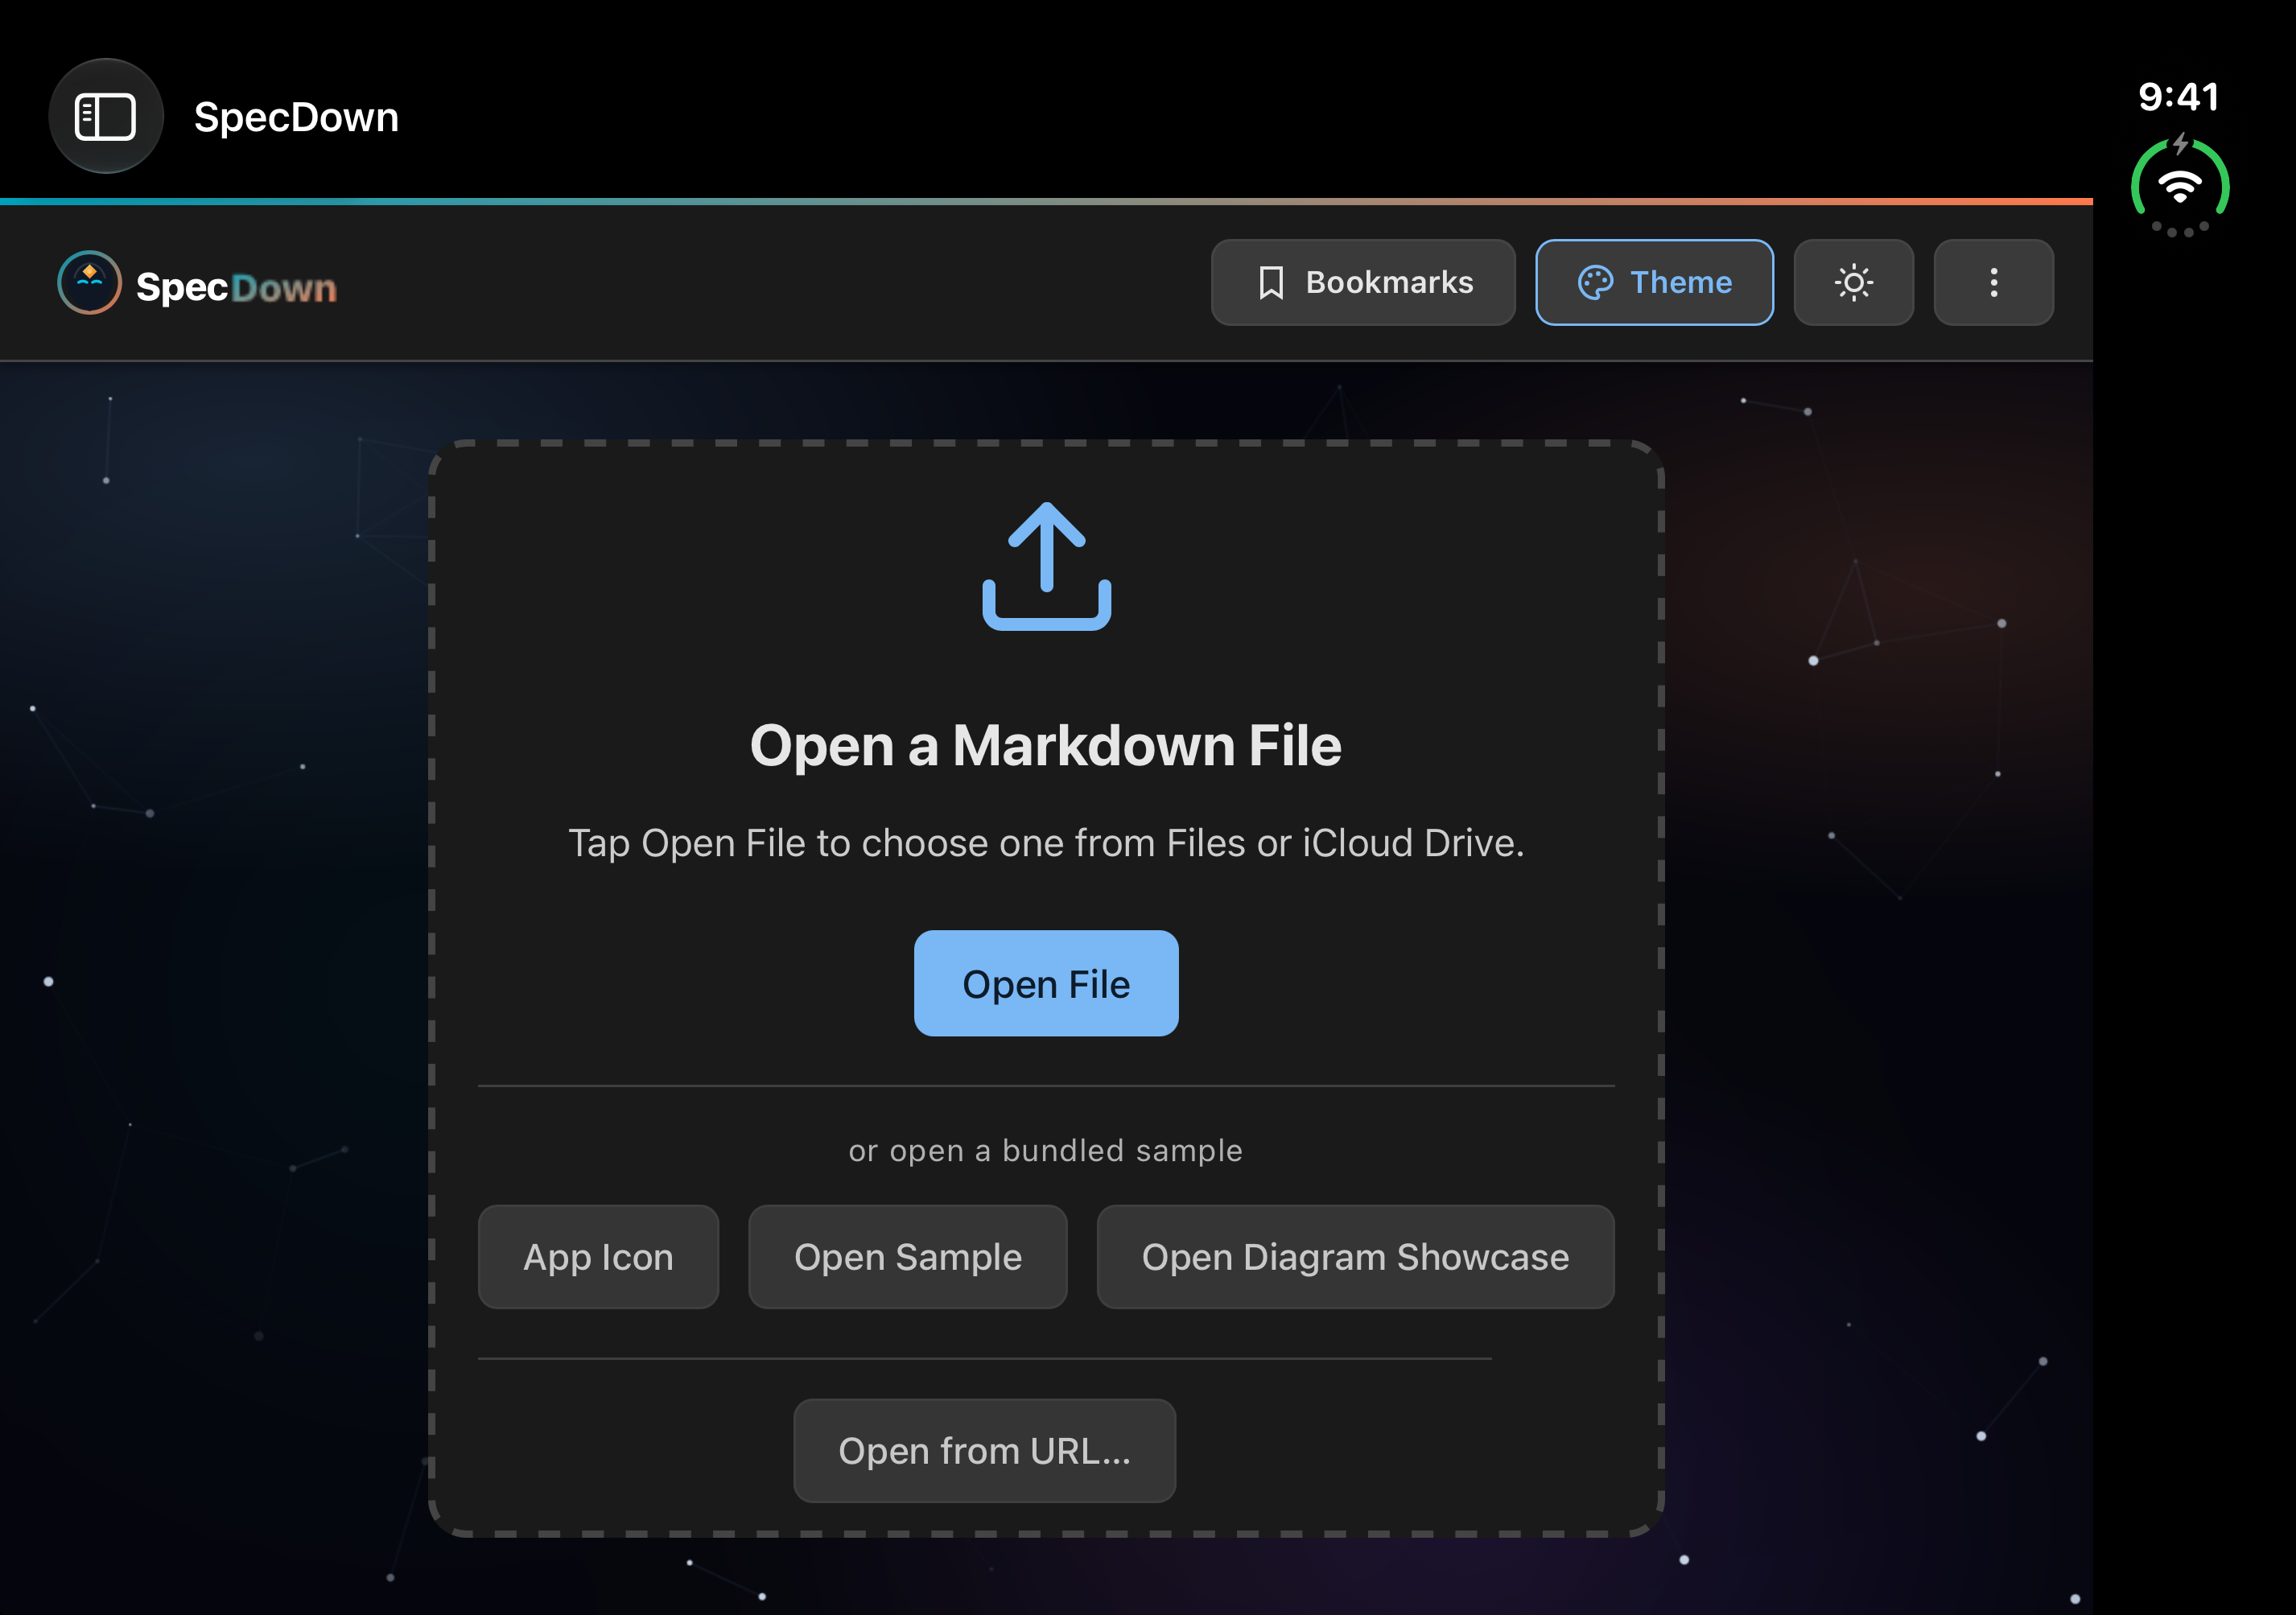 SpecDown
9:41
SpecDown
Bookmarks
Theme
Open a Markdown File
Tap Open File to choose one from Files or iCloud Drive.
Open File
or open a bundled sample
App Icon
Open Sample
Open Diagram Showcase
Open from URL...